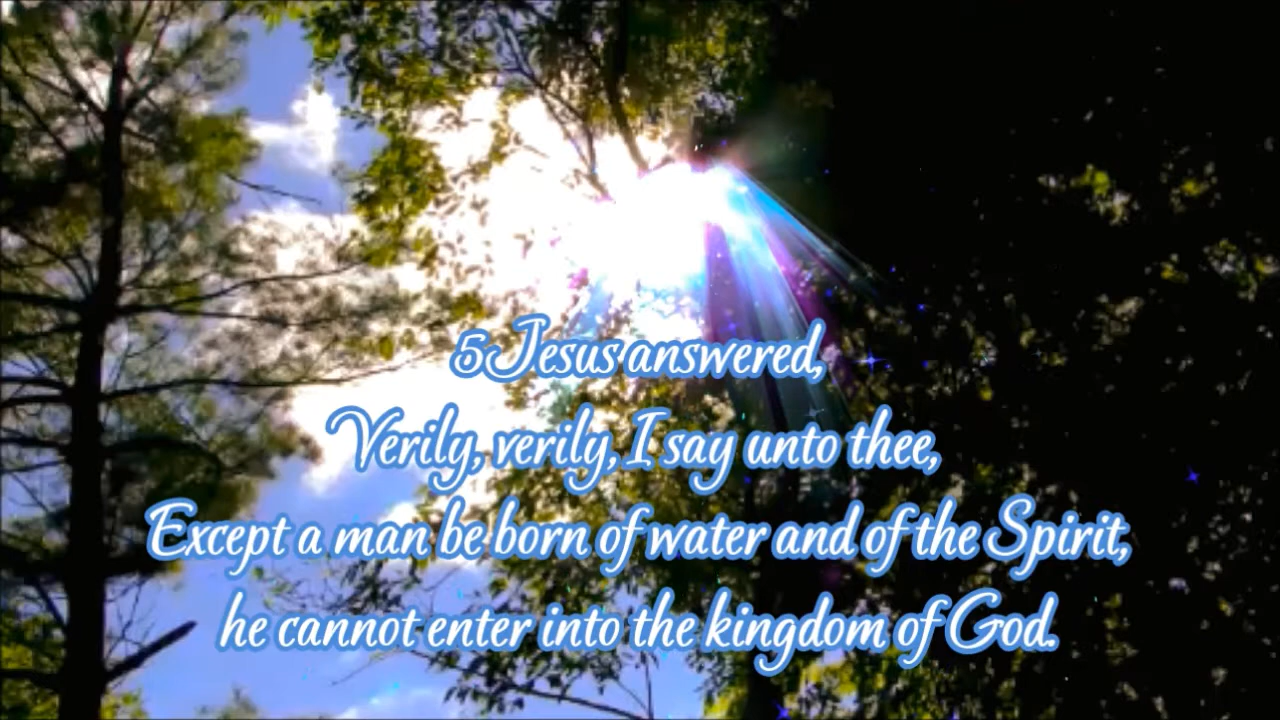 5 Jesus answered,
Verily, verily, I say unto thee,
Except a man be born of water and of the Spirit,
he cannot enter into the kingdom of God.